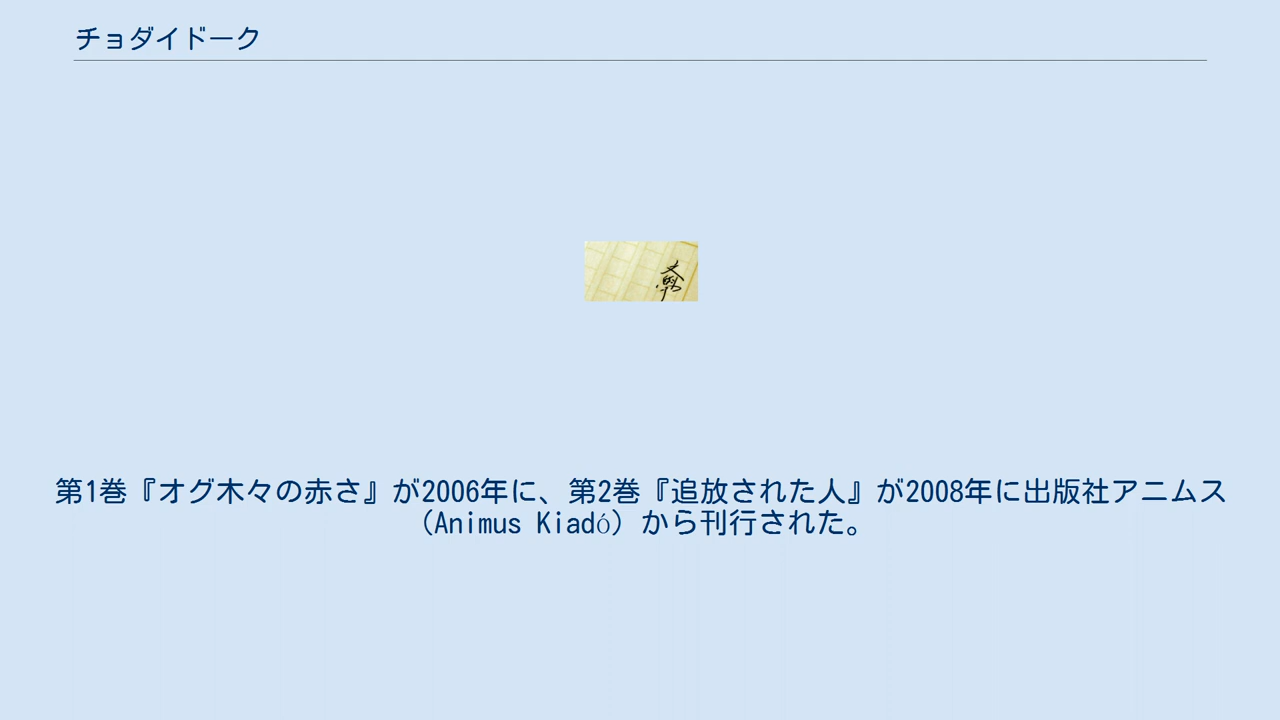 チョダイドーク
第1巻『オグ木々の赤さ』が2006年に、第2巻『追放された人』が2008年に出版社アニムス
（Animus Kiadó）から刊行された。